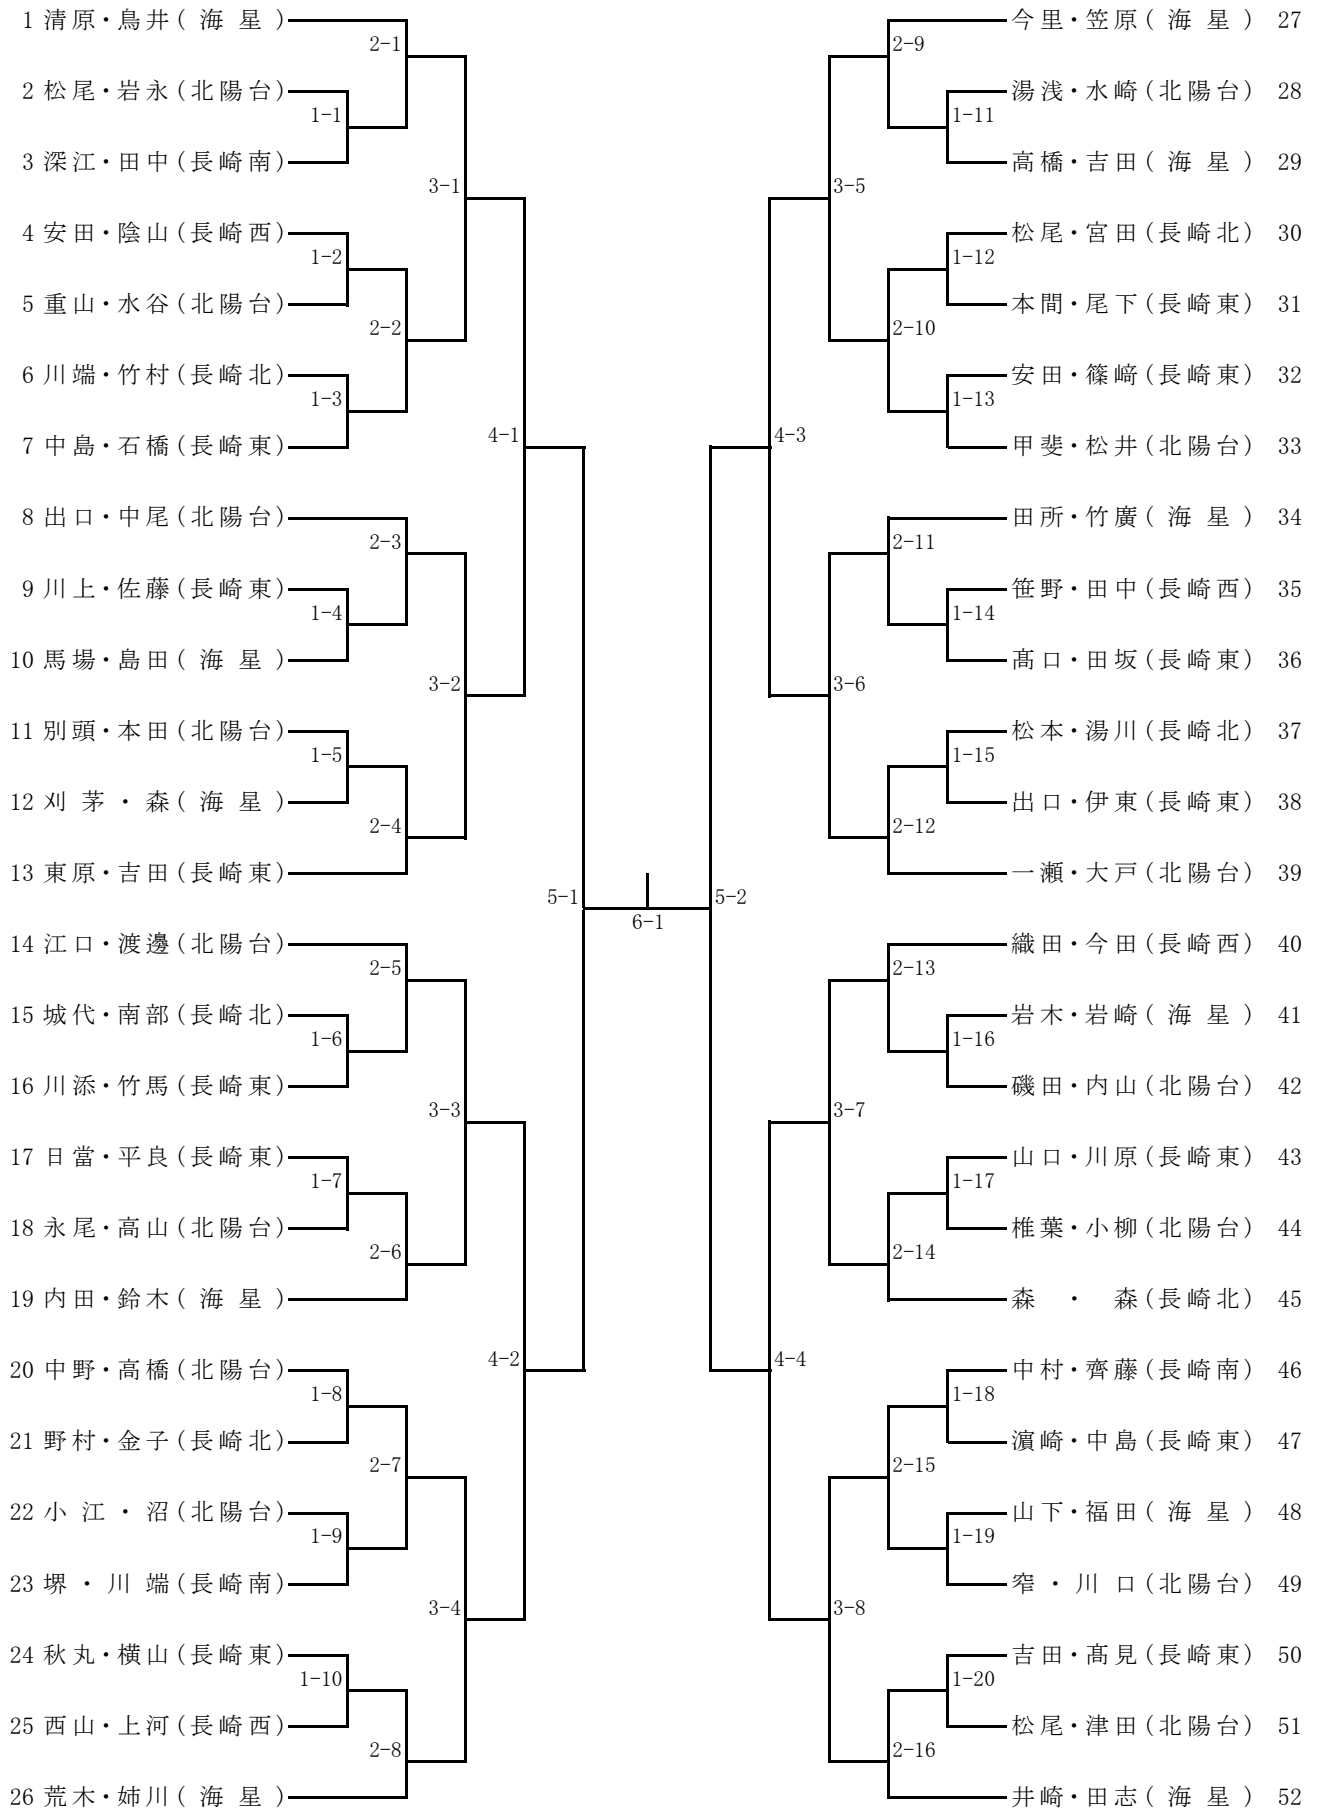 1 清原・鳥井(海星)
2-1
2 松尾・岩永(北陽台)
1-1
3 深江・田中(長崎南)
3-1
4 安田・陰山(長崎西)
1-2
5 重山・水谷(北陽台)
2-2
6 川端・竹村(長崎北)
1-3
7 中島・石橋(長崎東)
4-1
8 出口・中尾(北陽台)
2-3
9 川上・佐藤(長崎東)
1-4
10 馬場・島田(海星)
3-2
11 別頭・本田(北陽台)
1-5
12 刈茅・森(海星)
2-4
13 東原・吉田(長崎東)
5-1
14 江口・渡邊(北陽台)
2-5
15 城代・南部(長崎北)
1-6
16 川添・竹馬(長崎東)
3-3
17 日當・平良(長崎東)
1-7
18 永尾・高山(北陽台)
2-6
19 内田・鈴木(海星)
4-2
20 中野・高橋(北陽台)
1-8
21 野村・金子(長崎北)
2-7
22 小江・沼(北陽台)
1-9
23 堺・川端(長崎南)
3-4
24 秋丸・横山(長崎東)
1-10
25 西山・上河(長崎西)
2-8
26 荒木・姉川(海星)
6-1
今里・笠原(海星) 27
2-9
湯浅・水崎(北陽台) 28
1-11
高橋・吉田(海星) 29
3-5
松尾・宮田(長崎北) 30
1-12
本間・尾下(長崎東) 31
2-10
安田・篠﨑(長崎東) 32
1-13
甲斐・松井(北陽台) 33
4-3
田所・竹廣(海星) 34
2-11
笹野・田中(長崎西) 35
1-14
髙口・田坂(長崎東) 36
3-6
松本・湯川(長崎北) 37
1-15
出口・伊東(長崎東) 38
2-12
一瀬・大戸(北陽台) 39
5-2
織田・今田(長崎西) 40
2-13
岩木・岩崎(海星) 41
1-16
磯田・内山(北陽台) 42
3-7
山口・川原(長崎東) 43
1-17
椎葉・小柳(北陽台) 44
2-14
森・森(長崎北) 45
4-4
中村・齊藤(長崎南) 46
1-18
濵崎・中島(長崎東) 47
2-15
山下・福田(海星) 48
1-19
窄・川口(北陽台) 49
3-8
吉田・髙見(長崎東) 50
1-20
松尾・津田(北陽台) 51
2-16
井崎・田志(海星) 52